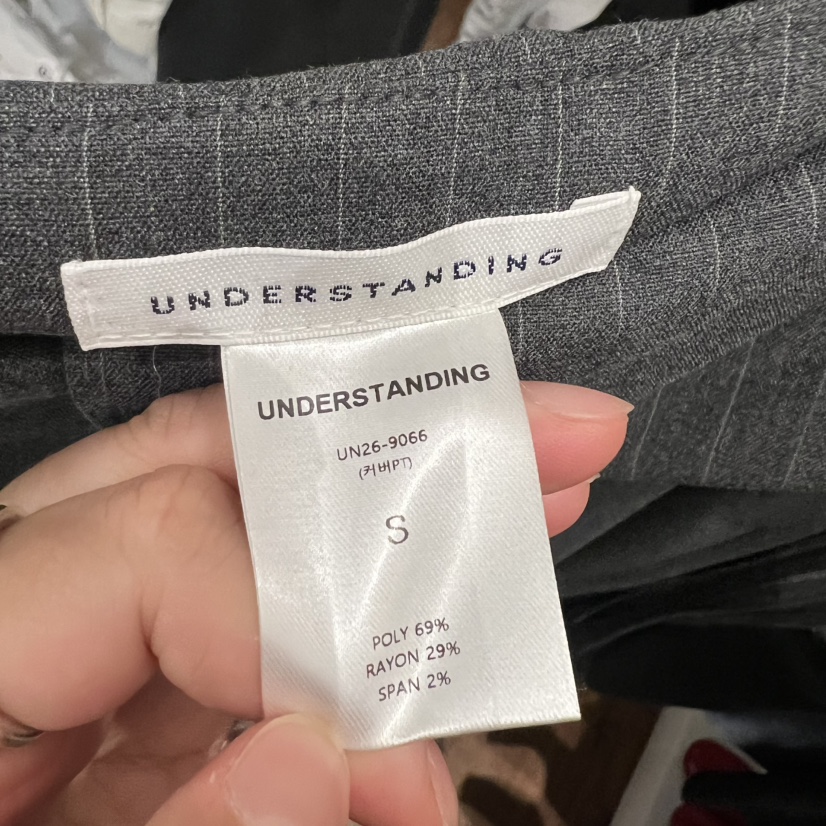 UNDERSTANDING
UNDERSTANDING
UN26-9066
(커버PT)
S
POLY 69%
RAYON 29%
SPAN 2%